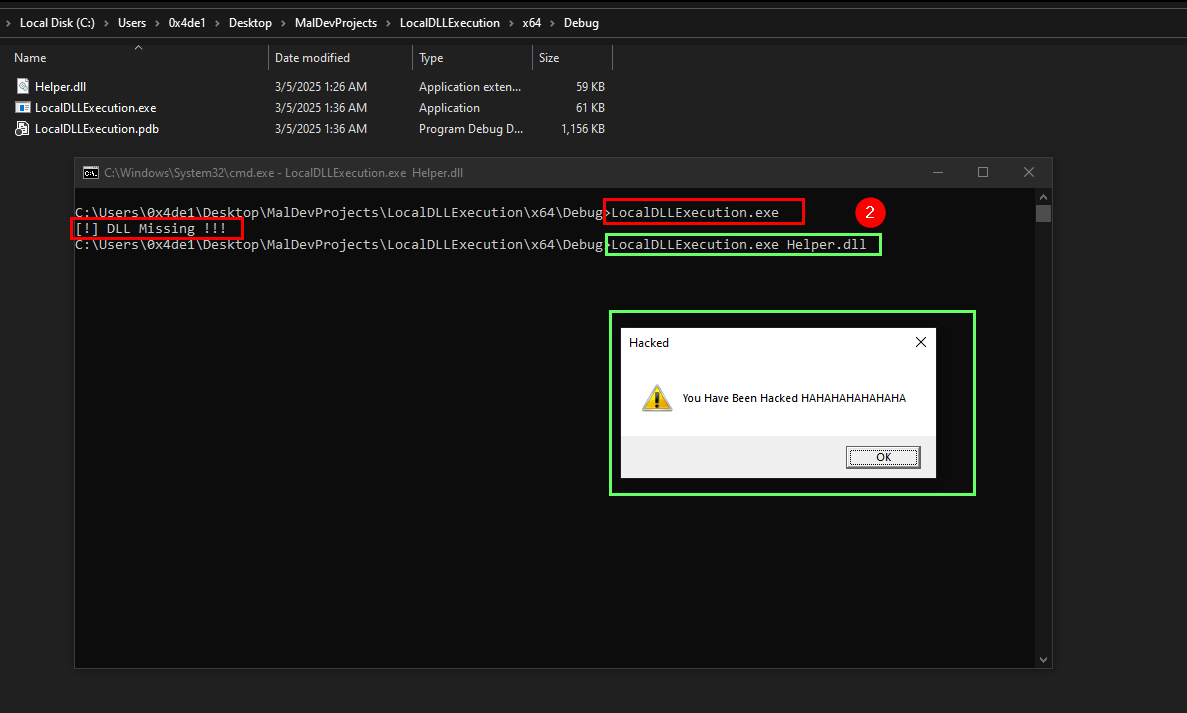 Local Disk (C:) > Users > 0x4de1 > Desktop > MalDevProjects > LocalDLLExecution > x64 > Debug
Name Date modified Type Size
Helper.dll 3/5/2025 1:26 AM Application exten... 59 KB
LocalDLLExecution.exe 3/5/2025 1:36 AM Application 61 KB
LocalDLLExecution.pdb 3/5/2025 1:36 AM Program Debug D... 1,156 KB
C:\Windows\System32\cmd.exe - LocalDLLExecution.exe Helper.dll
C:\Users\0x4de1\Desktop\MalDevProjects\LocalDLLExecution\x64\Debug>LocalDLLExecution.exe
2
[!] DLL Missing !!!
C:\Users\0x4de1\Desktop\MalDevProjects\LocalDLLExecution\x64\Debug>LocalDLLExecution.exe Helper.dll
Hacked
You Have Been Hacked HAHAHAHAHAHAHA
OK